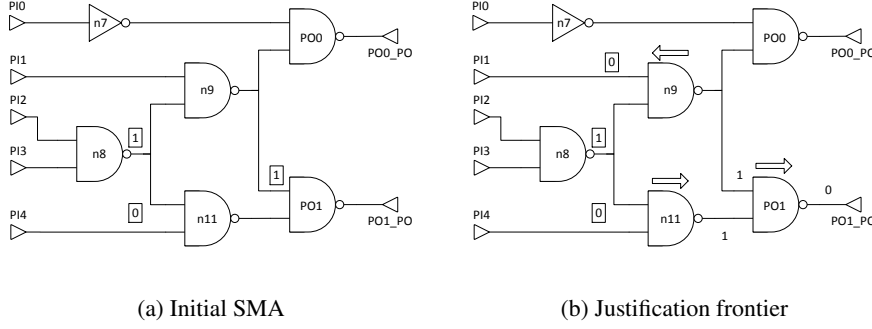 PI0
n7
PO0
PO0_PO
PI1
n9
PI2
1
n8
PI3
1
0
PI4
n11
PO1
PO1_PO
(a) Initial SMA
PI0
n7
PO0
PO0_PO
PI1
0
n9
PI2
1
n8
PI3
1
0
0
PI4
n11
PO1
1
PO1_PO
(b) Justification frontier